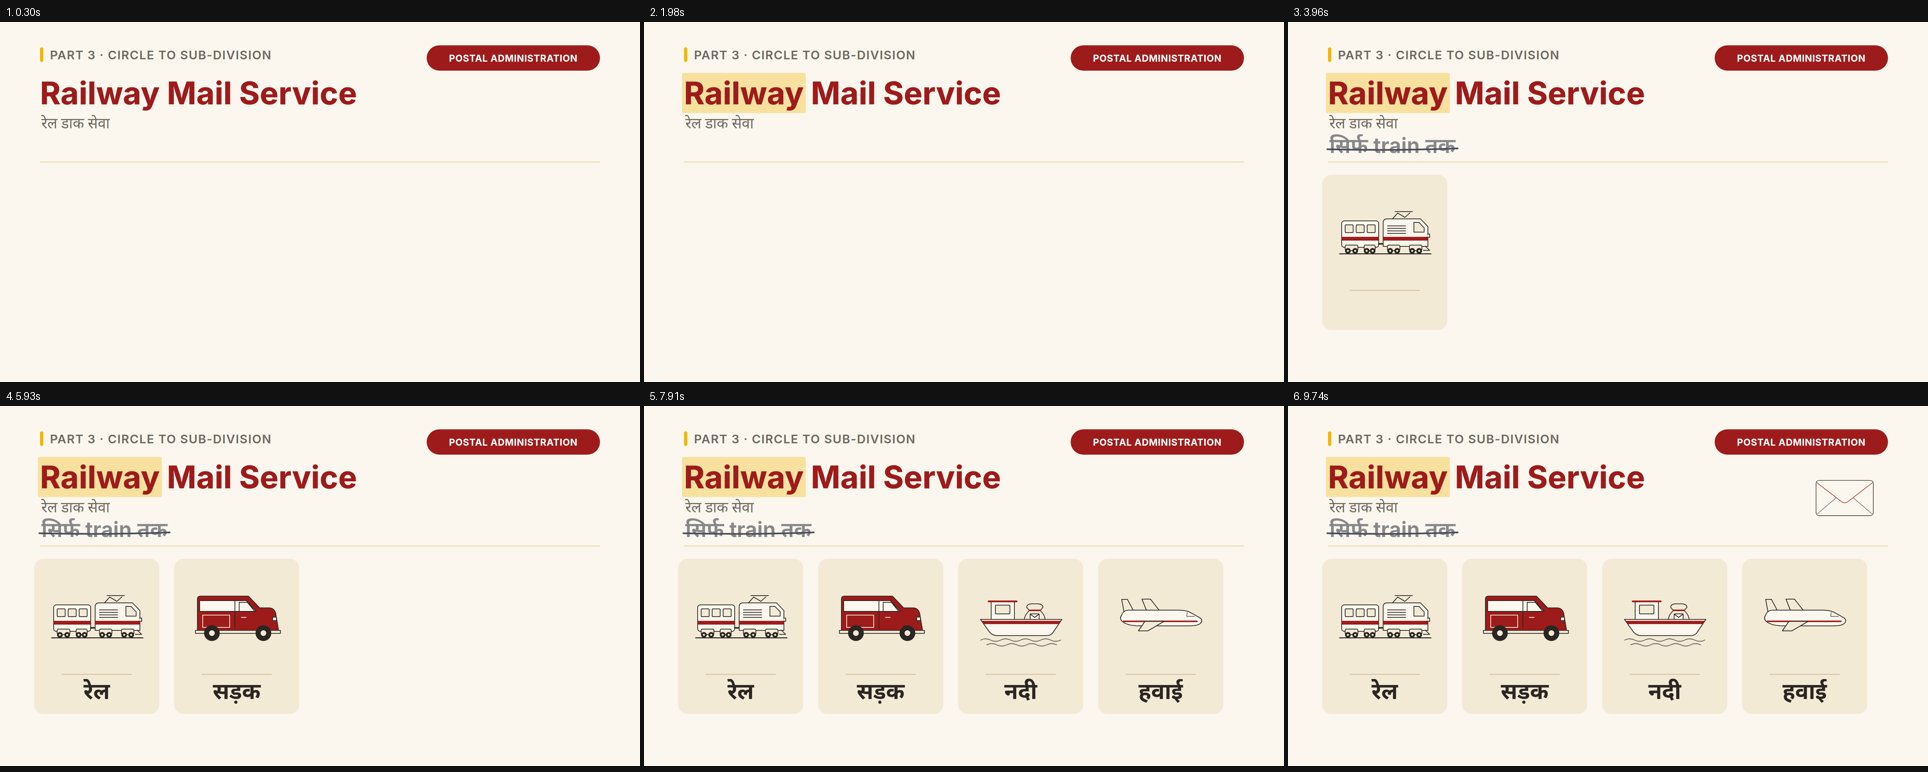 1. 0.30s
PART 3 · CIRCLE TO SUB-DIVISION
POSTAL ADMINISTRATION
Railway Mail Service
रेल डाक सेवा
2. 1.98s
PART 3 · CIRCLE TO SUB-DIVISION
POSTAL ADMINISTRATION
Railway Mail Service
रेल डाक सेवा
3. 3.96s
PART 3 · CIRCLE TO SUB-DIVISION
POSTAL ADMINISTRATION
Railway Mail Service
रेल डाक सेवा
सिर्फ train तक
4. 5.93s
PART 3 · CIRCLE TO SUB-DIVISION
POSTAL ADMINISTRATION
Railway Mail Service
रेल डाक सेवा
सिर्फ train तक
रेल सड़क
5. 7.91s
PART 3 · CIRCLE TO SUB-DIVISION
POSTAL ADMINISTRATION
Railway Mail Service
रेल डाक सेवा
सिर्फ train तक
रेल सड़क नदी हवाई
6. 9.74s
PART 3 · CIRCLE TO SUB-DIVISION
POSTAL ADMINISTRATION
Railway Mail Service
रेल डाक सेवा
सिर्फ train तक
रेल सड़क नदी हवाई